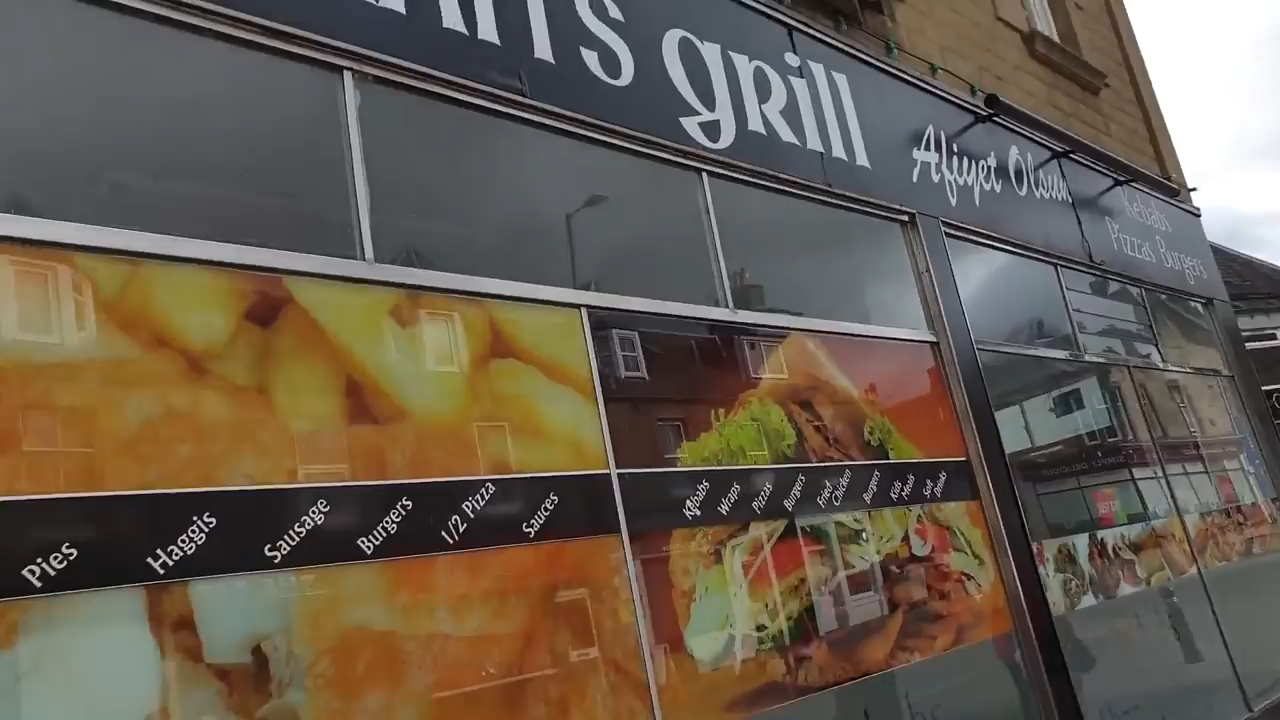 grill
Afiyet Olsun
Kebabs
Pizzas Burgers
Pies
Haggis
Sausage
Burgers
1/2 Pizza
Sauces
Kebabs
Wraps
Pizzas
Burgers
Fried
Chicken
Burgers
Kids
Meals
Soft
Drinks